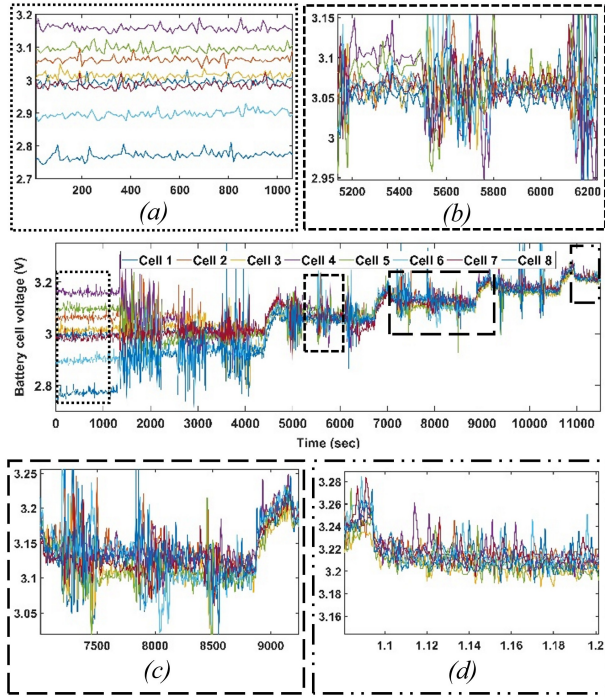 3.2
3.1
3
2.9
2.8
2.7
200 400 600 800 1000
(a)
3.15
3.1
3.05
3
2.95
5200 5400 5600 5800 6000 6200
(b)
Battery cell voltage (V)
3.2
3
2.8
Cell 1 Cell 2 Cell 3 Cell 4 Cell 5 Cell 6 Cell 7 Cell 8
0 1000 2000 3000 4000 5000 6000 7000 8000 9000 10000 11000
Time (sec)
3.25
3.2
3.15
3.1
3.05
7500 8000 8500 9000
(c)
3.28
3.26
3.24
3.22
3.2
3.18
3.16
1.1 1.12 1.14 1.16 1.18 1.2
(d)